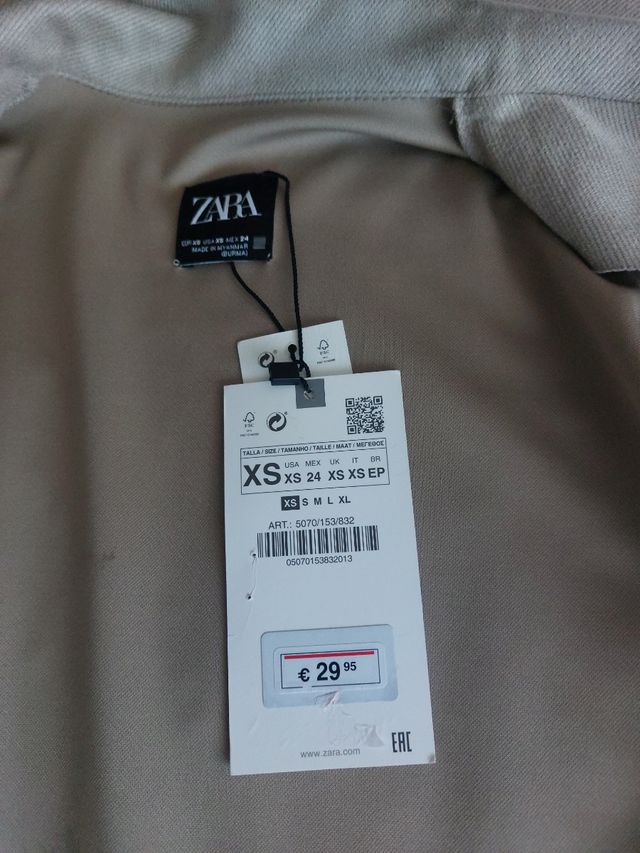 ZARA
EUR XS USA XS MEX 24
MADE IN MYANMAR
(BURMA)
FSC
FSC
TALLA / SIZE / TAMANHO / TAILLE / MAAT / ΜΕΓΕΘΟΣ
XS
USA MEX UK IT BR
XS 24 XS XS EP
XS S M L XL
ART.: 5070/153/832
05070153832013
€ 29 95
www.zara.com
EAC